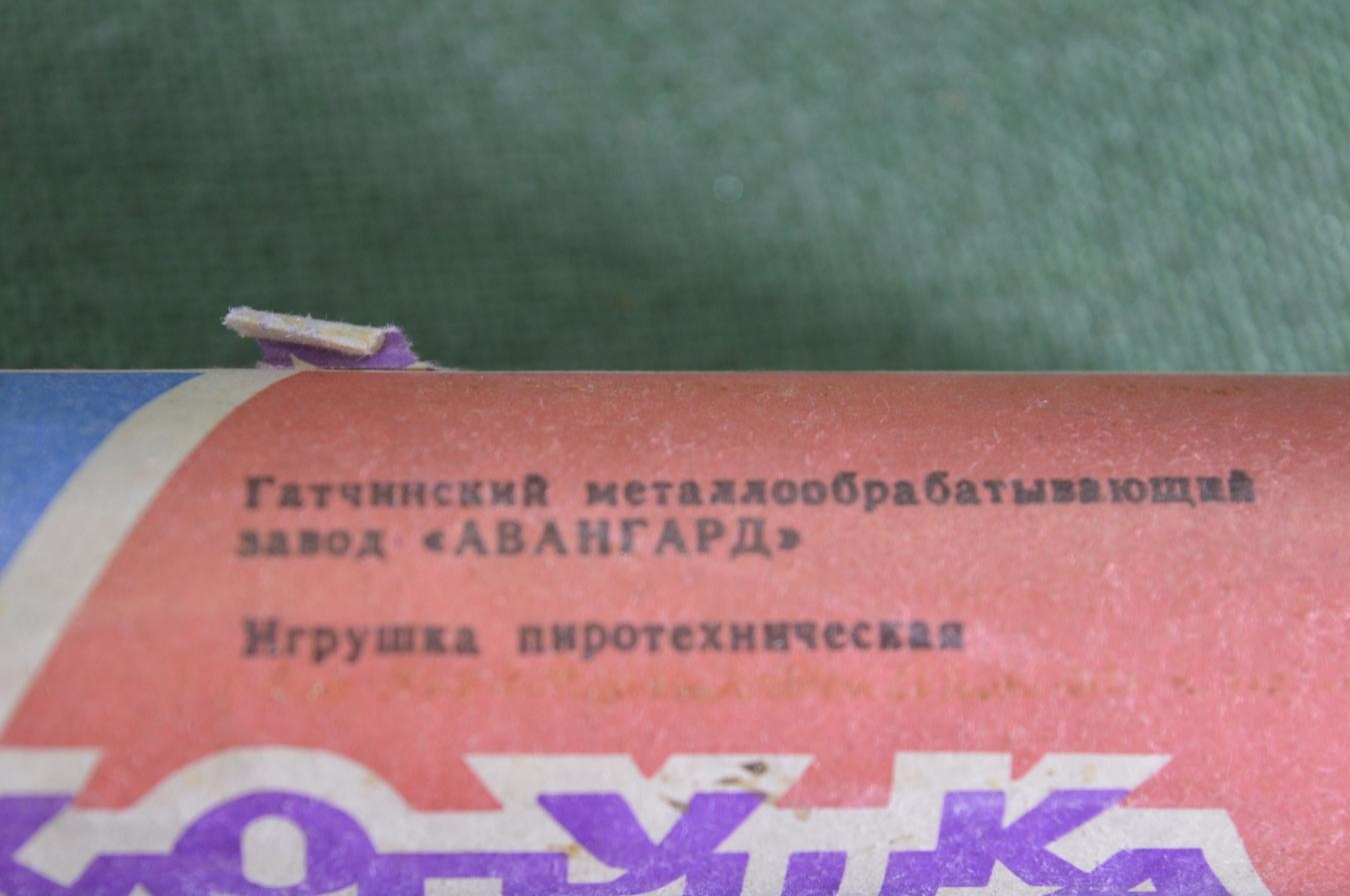 Гатчинский металлообрабатывающий
завод «АВАНГАРД»
Игрушка пиротехническая